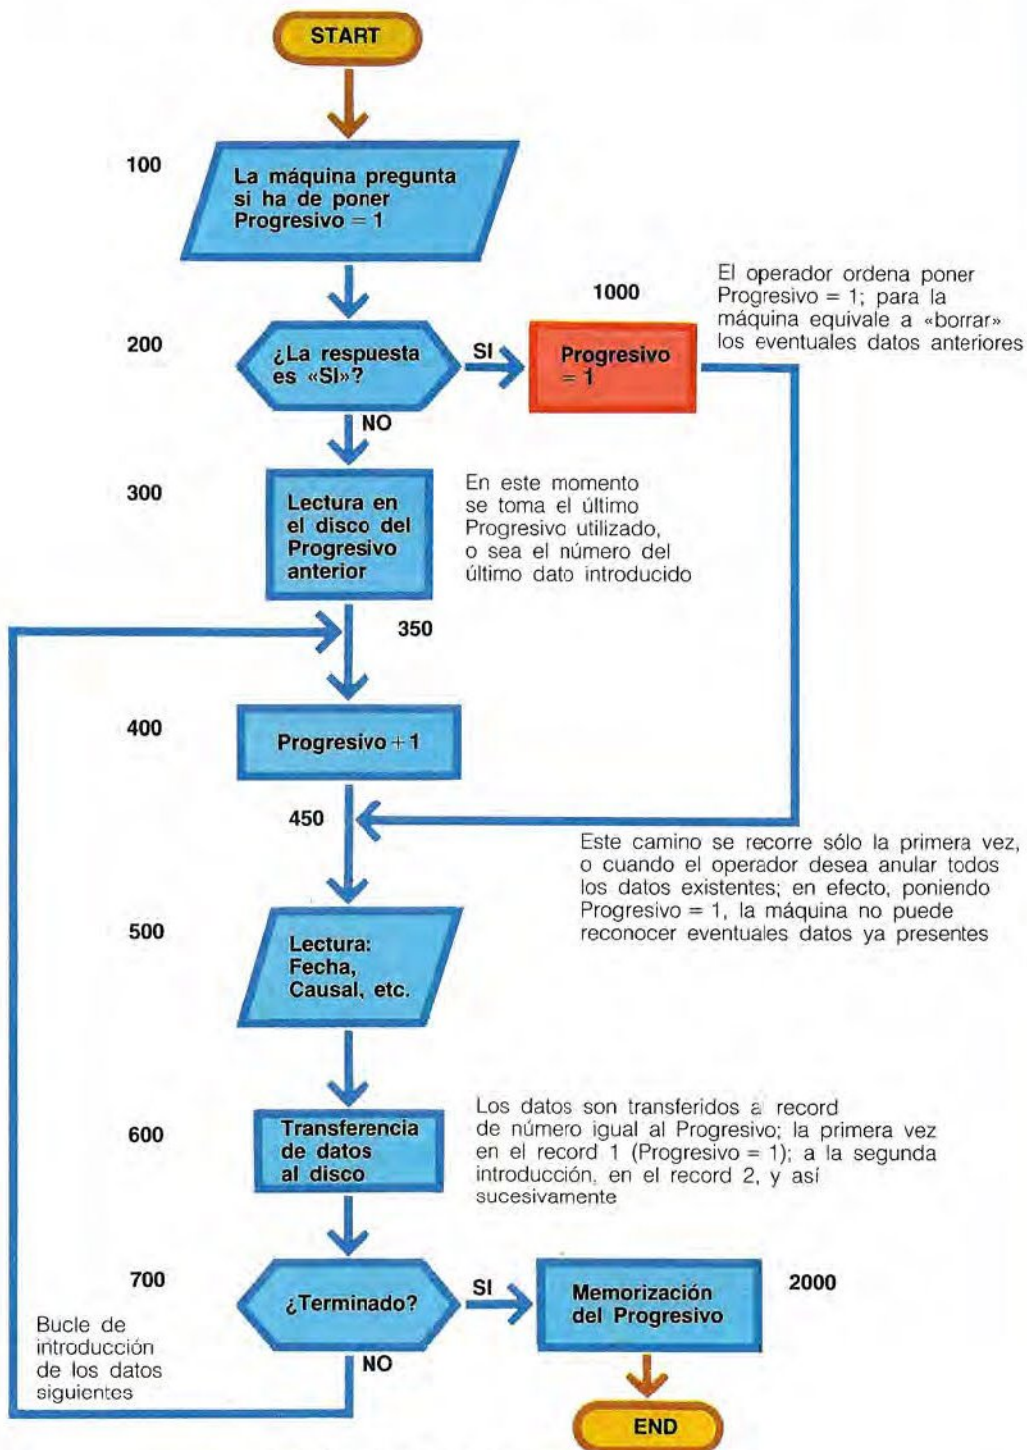 START
100
La máquina pregunta
si ha de poner
Progresivo = 1
1000
El operador ordena poner
Progresivo = 1; para la
máquina equivale a «borrar»
los eventuales datos anteriores
200
¿La respuesta
es «SI»?
SI
Progresivo
= 1
NO
300
Lectura en
el disco del
Progresivo
anterior
En este momento
se toma el último
Progresivo utilizado,
o sea el número del
último dato introducido
350
400
Progresivo + 1
450
Este camino se recorre sólo la primera vez,
o cuando el operador desea anular todos
los datos existentes; en efecto, poniendo
Progresivo = 1, la máquina no puede
reconocer eventuales datos ya presentes
500
Lectura:
Fecha,
Causal, etc.
600
Transferencia
de datos
al disco
Los datos son transferidos a record
de número igual al Progresivo; la primera vez
en el record 1 (Progresivo = 1); a la segunda
introducción, en el record 2, y así
sucesivamente
700
¿Terminado?
SI
Memorización
del Progresivo
2000
Bucle de
introducción
de los datos
siguientes
NO
END